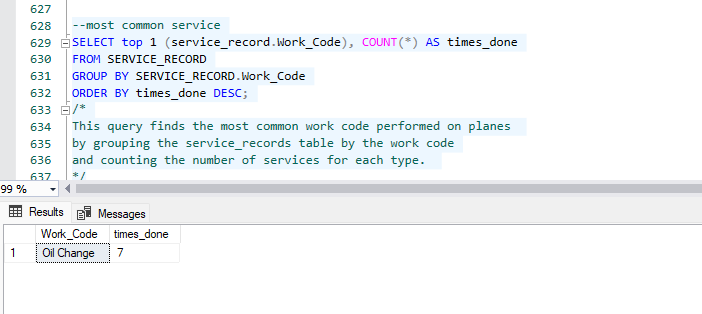 627
628 --most common service
629 SELECT top 1 (service_record.Work_Code), COUNT(*) AS times_done
630 FROM SERVICE_RECORD
631 GROUP BY SERVICE_RECORD.Work_Code
632 ORDER BY times_done DESC;
633 /*
634 This query finds the most common work code performed on planes
635 by grouping the service_records table by the work code
636 and counting the number of services for each type.
637 */
99 %
Results Messages
Work_Code times_done
1 Oil Change 7